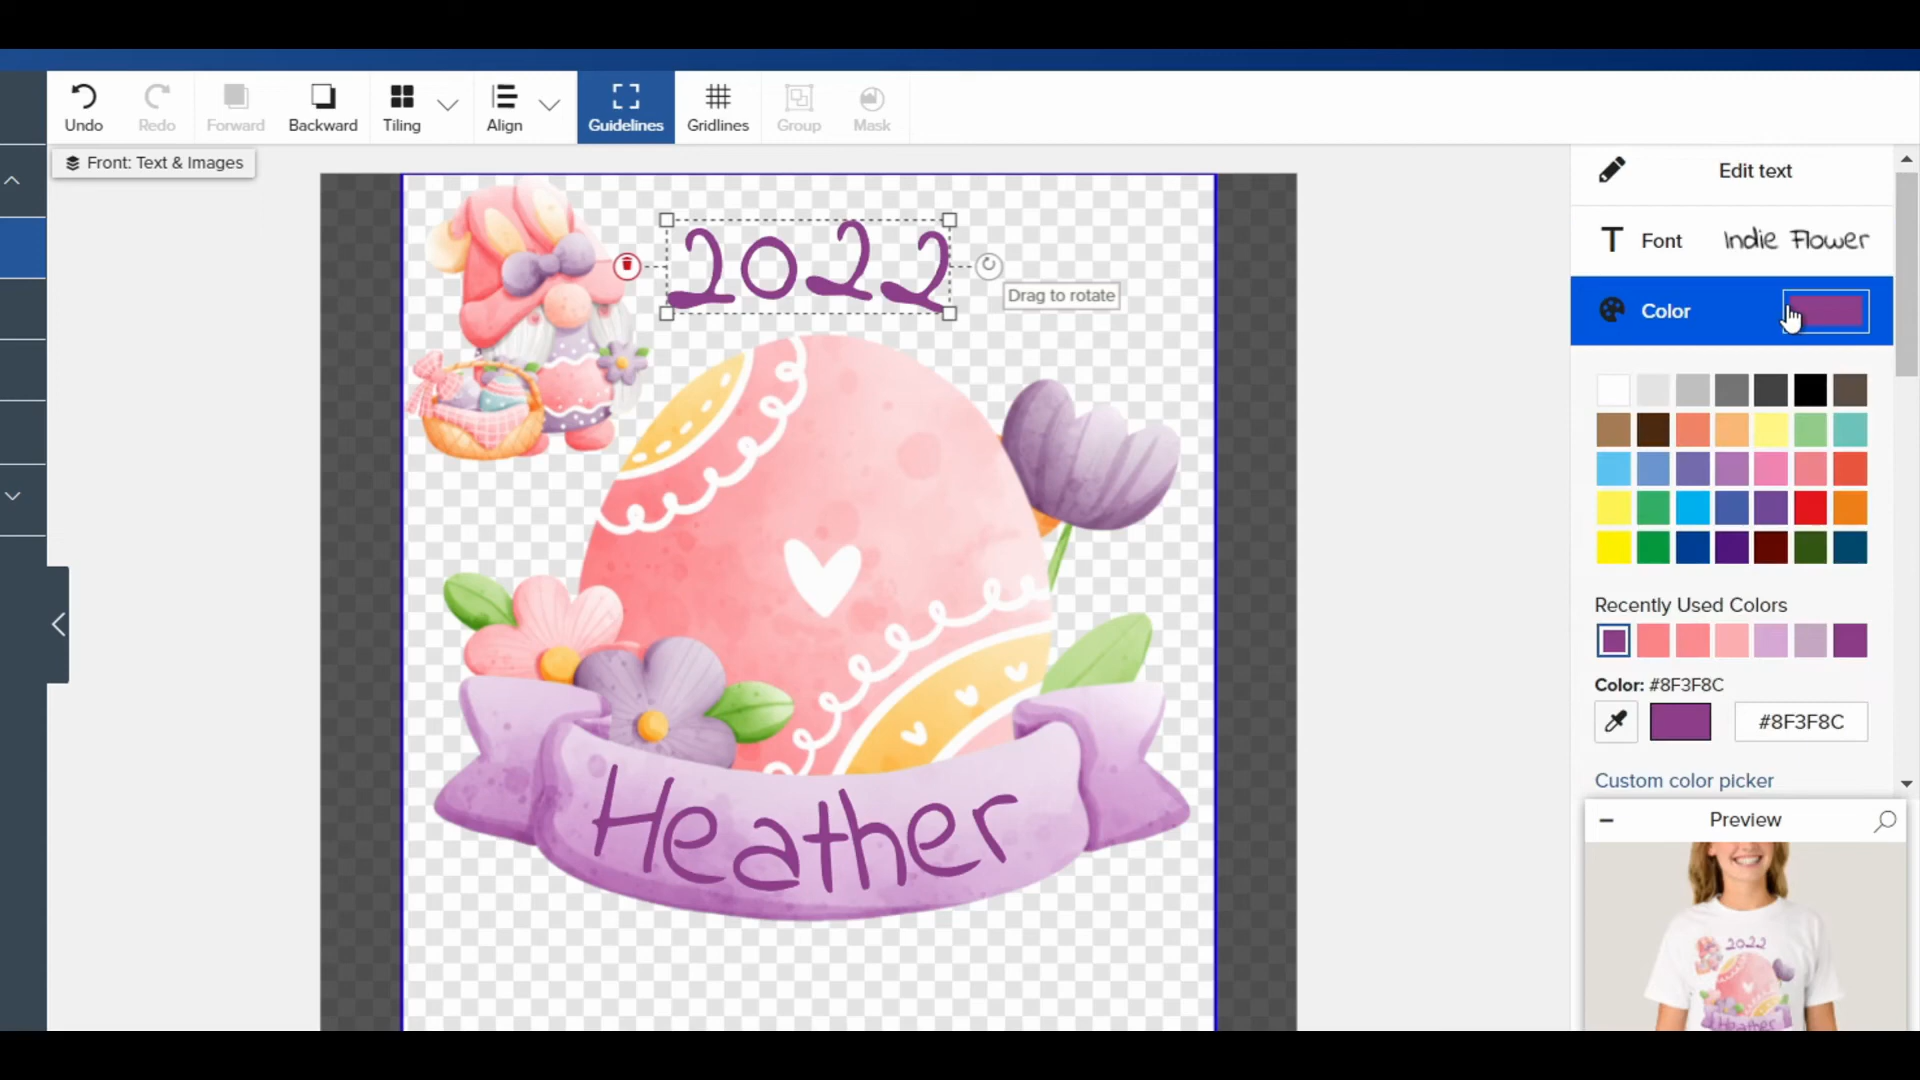 Undo
Redo
Forward
Backward
Tiling
Align
Guidelines
Gridlines
Group
Mask
Front: Text & Images
Edit text
2022
Font
Indie Flower
Drag to rotate
Color
Recently Used Colors
Color: #8F3F8C
#8F3F8C
Custom color picker
Heather
Preview
2022
Heather